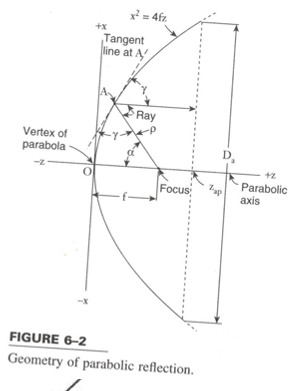 +x
x² = 4fz
Tangent
line at A
A
γ
Ray
γ
ρ
Vertex of
parabola
α
-z
O
+z
f
Focus
z_ap
D_a
Parabolic
axis
-x
FIGURE 6–2
Geometry of parabolic reflection.